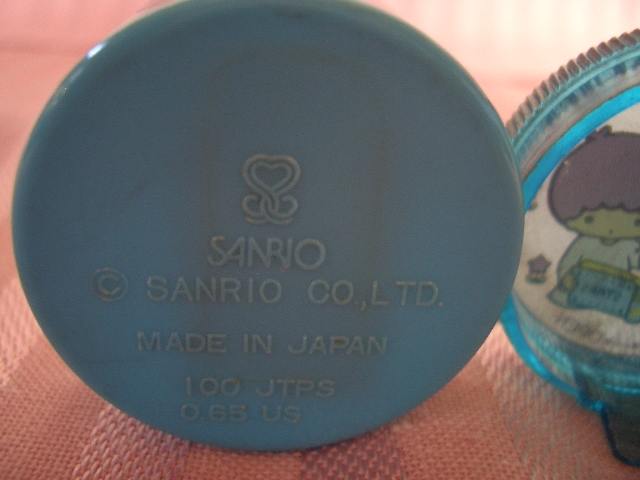 SANRIO
© SANRIO CO.,LTD.
MADE IN JAPAN
100 JTPS
0.65 US